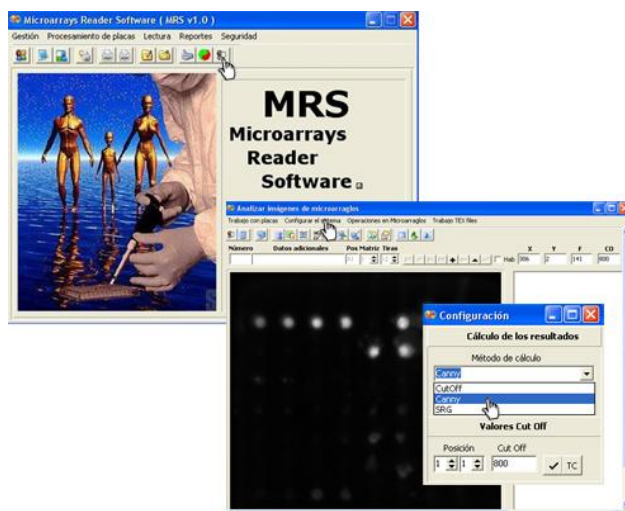 Microarrays Reader Software ( MRS v1.0 )
Gestión Procesamiento de placas Lectura Reportes Seguridad
MRS
Microarrays
Reader
Software
Analizar imágenes de microarreglos
Trabajo con placas Configurar el sistema Operaciones en Microarreglos Trabajo TEX files
Número Datos adicionales Pos Matriz Tiras X Y F CO
Hab 306 2 141 800
Configuración
Cálculo de los resultados
Método de cálculo
Canny
CutOff
Canny
SRG
Valores Cut Off
Posición Cut Off
1 1 800 TC